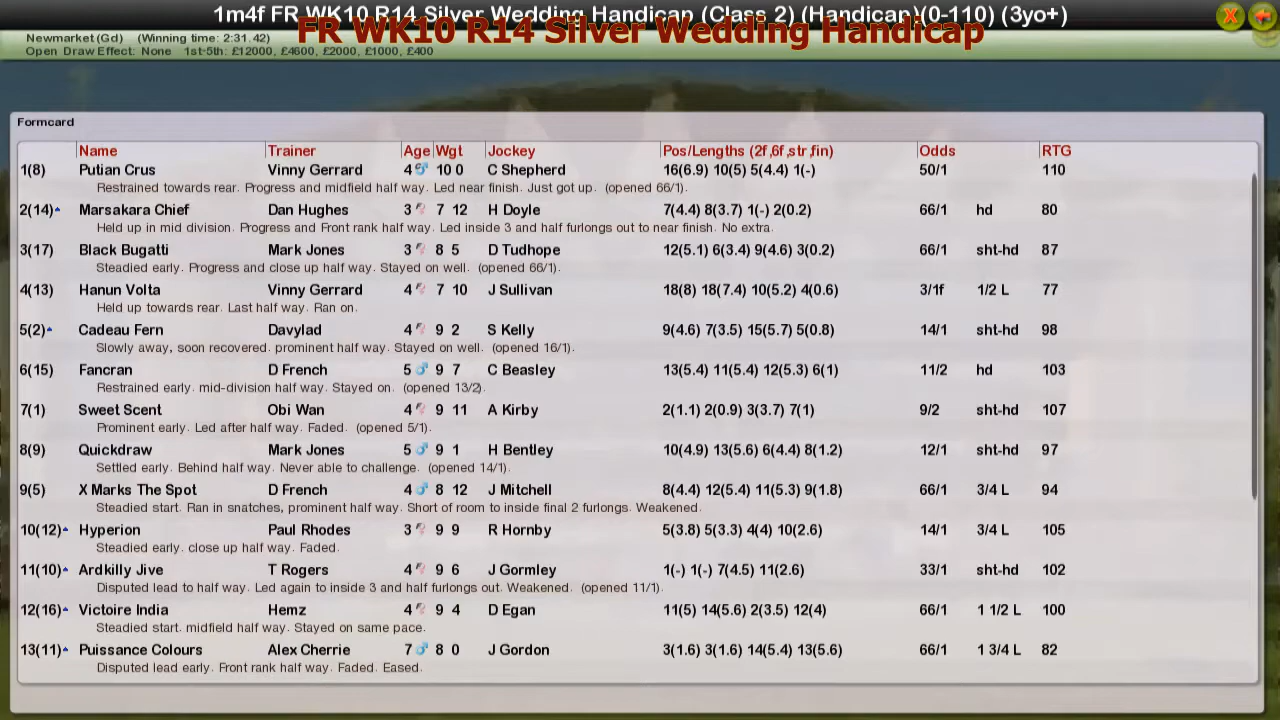 1m4f FR WK10 R14 Silver Wedding Handicap (Class 2) (Handicap)(0-110) (3yo+)
FR WK10 R14 Silver Wedding Handicap
Newmarket(Gd) (Winning time: 2:31.42)
Open Draw Effect: None 1st-5th: £12000, £4600, £2000, £1000, £400
Formcard
Name Trainer Age Wgt Jockey Pos/Lengths (2f,6f,str,fin) Odds RTG
1(8) Putian Crus Vinny Gerrard 4 10 0 C Shepherd 16(6.9) 10(5) 5(4.4) 1(-) 50/1 110
Restrained towards rear. Progress and midfield half way. Led near finish. Just got up. (opened 66/1).
2(14) Marsakara Chief Dan Hughes 3 7 12 H Doyle 7(4.4) 8(3.7) 1(-) 2(0.2) 66/1 hd 80
Held up in mid division. Progress and Front rank half way. Led inside 3 and half furlongs out to near finish. No extra.
3(17) Black Bugatti Mark Jones 3 8 5 D Tudhope 12(5.1) 6(3.4) 9(4.6) 3(0.2) 66/1 sht-hd 87
Steadied early. Progress and close up half way. Stayed on well. (opened 66/1).
4(13) Hanun Volta Vinny Gerrard 4 7 10 J Sullivan 18(8) 18(7.4) 10(5.2) 4(0.6) 3/1f 1/2 L 77
Held up towards rear. Last half way. Ran on.
5(2) Cadeau Fern Davylad 4 9 2 S Kelly 9(4.6) 7(3.5) 15(5.7) 5(0.8) 14/1 sht-hd 98
Slowly away, soon recovered. prominent half way. Stayed on well. (opened 16/1).
6(15) Fancran D French 5 9 7 C Beasley 13(5.4) 11(5.4) 12(5.3) 6(1) 11/2 hd 103
Restrained early. mid-division half way. Stayed on. (opened 13/2).
7(1) Sweet Scent Obi Wan 4 9 11 A Kirby 2(1.1) 2(0.9) 3(3.7) 7(1) 9/2 sht-hd 107
Prominent early. Led after half way. Faded. (opened 5/1).
8(9) Quickdraw Mark Jones 5 9 1 H Bentley 10(4.9) 13(5.6) 6(4.4) 8(1.2) 12/1 sht-hd 97
Settled early. Behind half way. Never able to challenge. (opened 14/1).
9(5) X Marks The Spot D French 4 8 12 J Mitchell 8(4.4) 12(5.4) 11(5.3) 9(1.8) 66/1 3/4 L 94
Steadied start. Ran in snatches, prominent half way. Short of room to inside final 2 furlongs. Weakened.
10(12) Hyperion Paul Rhodes 3 9 9 R Hornby 5(3.8) 5(3.3) 4(4) 10(2.6) 14/1 3/4 L 105
Steadied early. close up half way. Faded.
11(10) Ardkilly Jive T Rogers 4 9 6 J Gormley 1(-) 1(-) 7(4.5) 11(2.6) 33/1 sht-hd 102
Disputed lead to half way. Led again to inside 3 and half furlongs out. Weakened. (opened 11/1).
12(16) Victoire India Hemz 4 9 4 D Egan 11(5) 14(5.6) 2(3.5) 12(4) 66/1 1 1/2 L 100
Steadied start. midfield half way. Stayed on same pace.
13(11) Puissance Colours Alex Cherrie 7 8 0 J Gordon 3(1.6) 3(1.6) 14(5.4) 13(5.6) 66/1 1 3/4 L 82
Disputed lead early. Front rank half way. Faded. Eased.